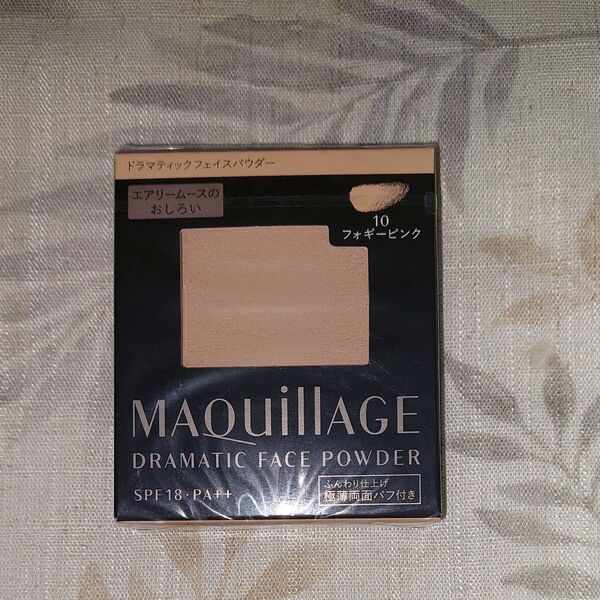 ドラマティックフェイスパウダー
エアリームースの
おしろい
10
フォギーピンク
MAQuillAGE
DRAMATIC FACE POWDER
SPF18・PA++
ふんわり仕上げ
極薄両面パフ付き